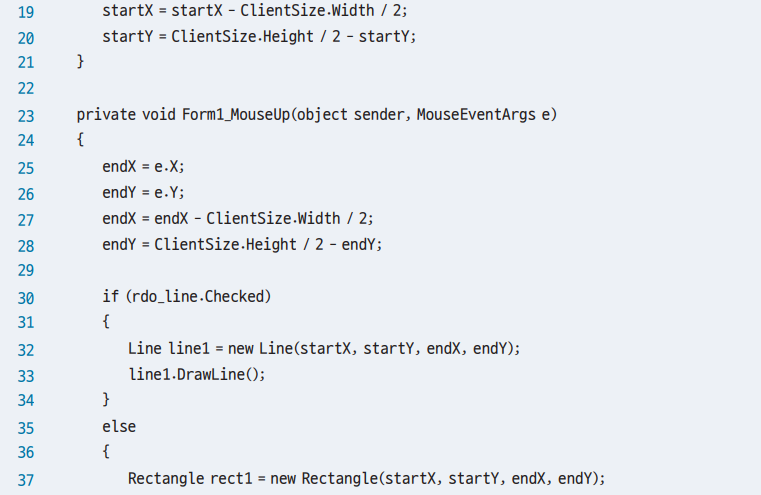 19 startX = startX - ClientSize.Width / 2;
20 startY = ClientSize.Height / 2 - startY;
21 }
22
23 private void Form1_MouseUp(object sender, MouseEventArgs e)
24 {
25 endX = e.X;
26 endY = e.Y;
27 endX = endX - ClientSize.Width / 2;
28 endY = ClientSize.Height / 2 - endY;
29
30 if (rdo_line.Checked)
31 {
32 Line line1 = new Line(startX, startY, endX, endY);
33 line1.DrawLine();
34 }
35 else
36 {
37 Rectangle rect1 = new Rectangle(startX, startY, endX, endY);